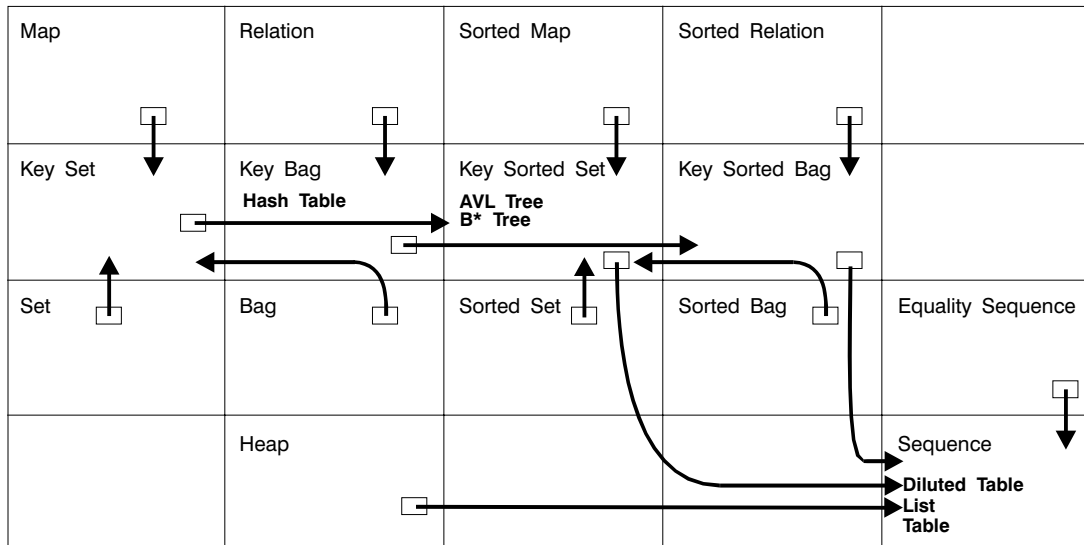 Map
Relation
Sorted Map
Sorted Relation
Key Set
Key Bag
Key Sorted Set
Key Sorted Bag
Hash Table
AVL Tree
B* Tree
Set
Bag
Sorted Set
Sorted Bag
Equality Sequence
Heap
Sequence
Diluted Table
List
Table